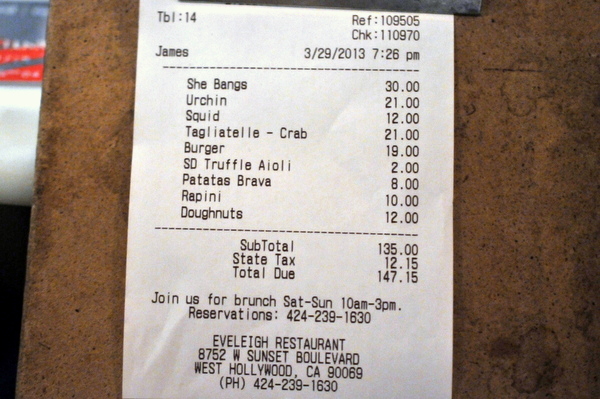 Tbl:14 Ref:109505
Chk:110970
James 3/29/2013 7:26 pm
She Bangs 30.00
Urchin 21.00
Squid 12.00
Tagliatelle - Crab 21.00
Burger 19.00
SD Truffle Aioli 2.00
Patatas Brava 8.00
Rapini 10.00
Doughnuts 12.00
SubTotal 135.00
State Tax 12.15
Total Due 147.15
Join us for brunch Sat-Sun 10am-3pm.
Reservations: 424-239-1630
EVELEIGH RESTAURANT
8752 W SUNSET BOULEVARD
WEST HOLLYWOOD, CA 90069
(PH) 424-239-1630